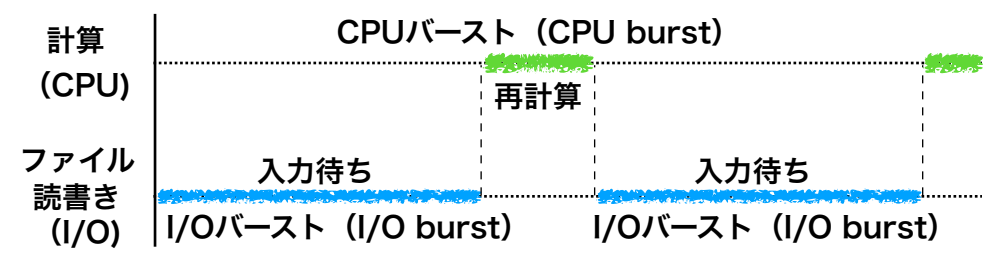 計算
（CPU)
CPUバースト（CPU burst）
再計算
ファイル
読書き
（I/O)
入力待ち
入力待ち
I/Oバースト（I/O burst）
I/Oバースト（I/O burst）